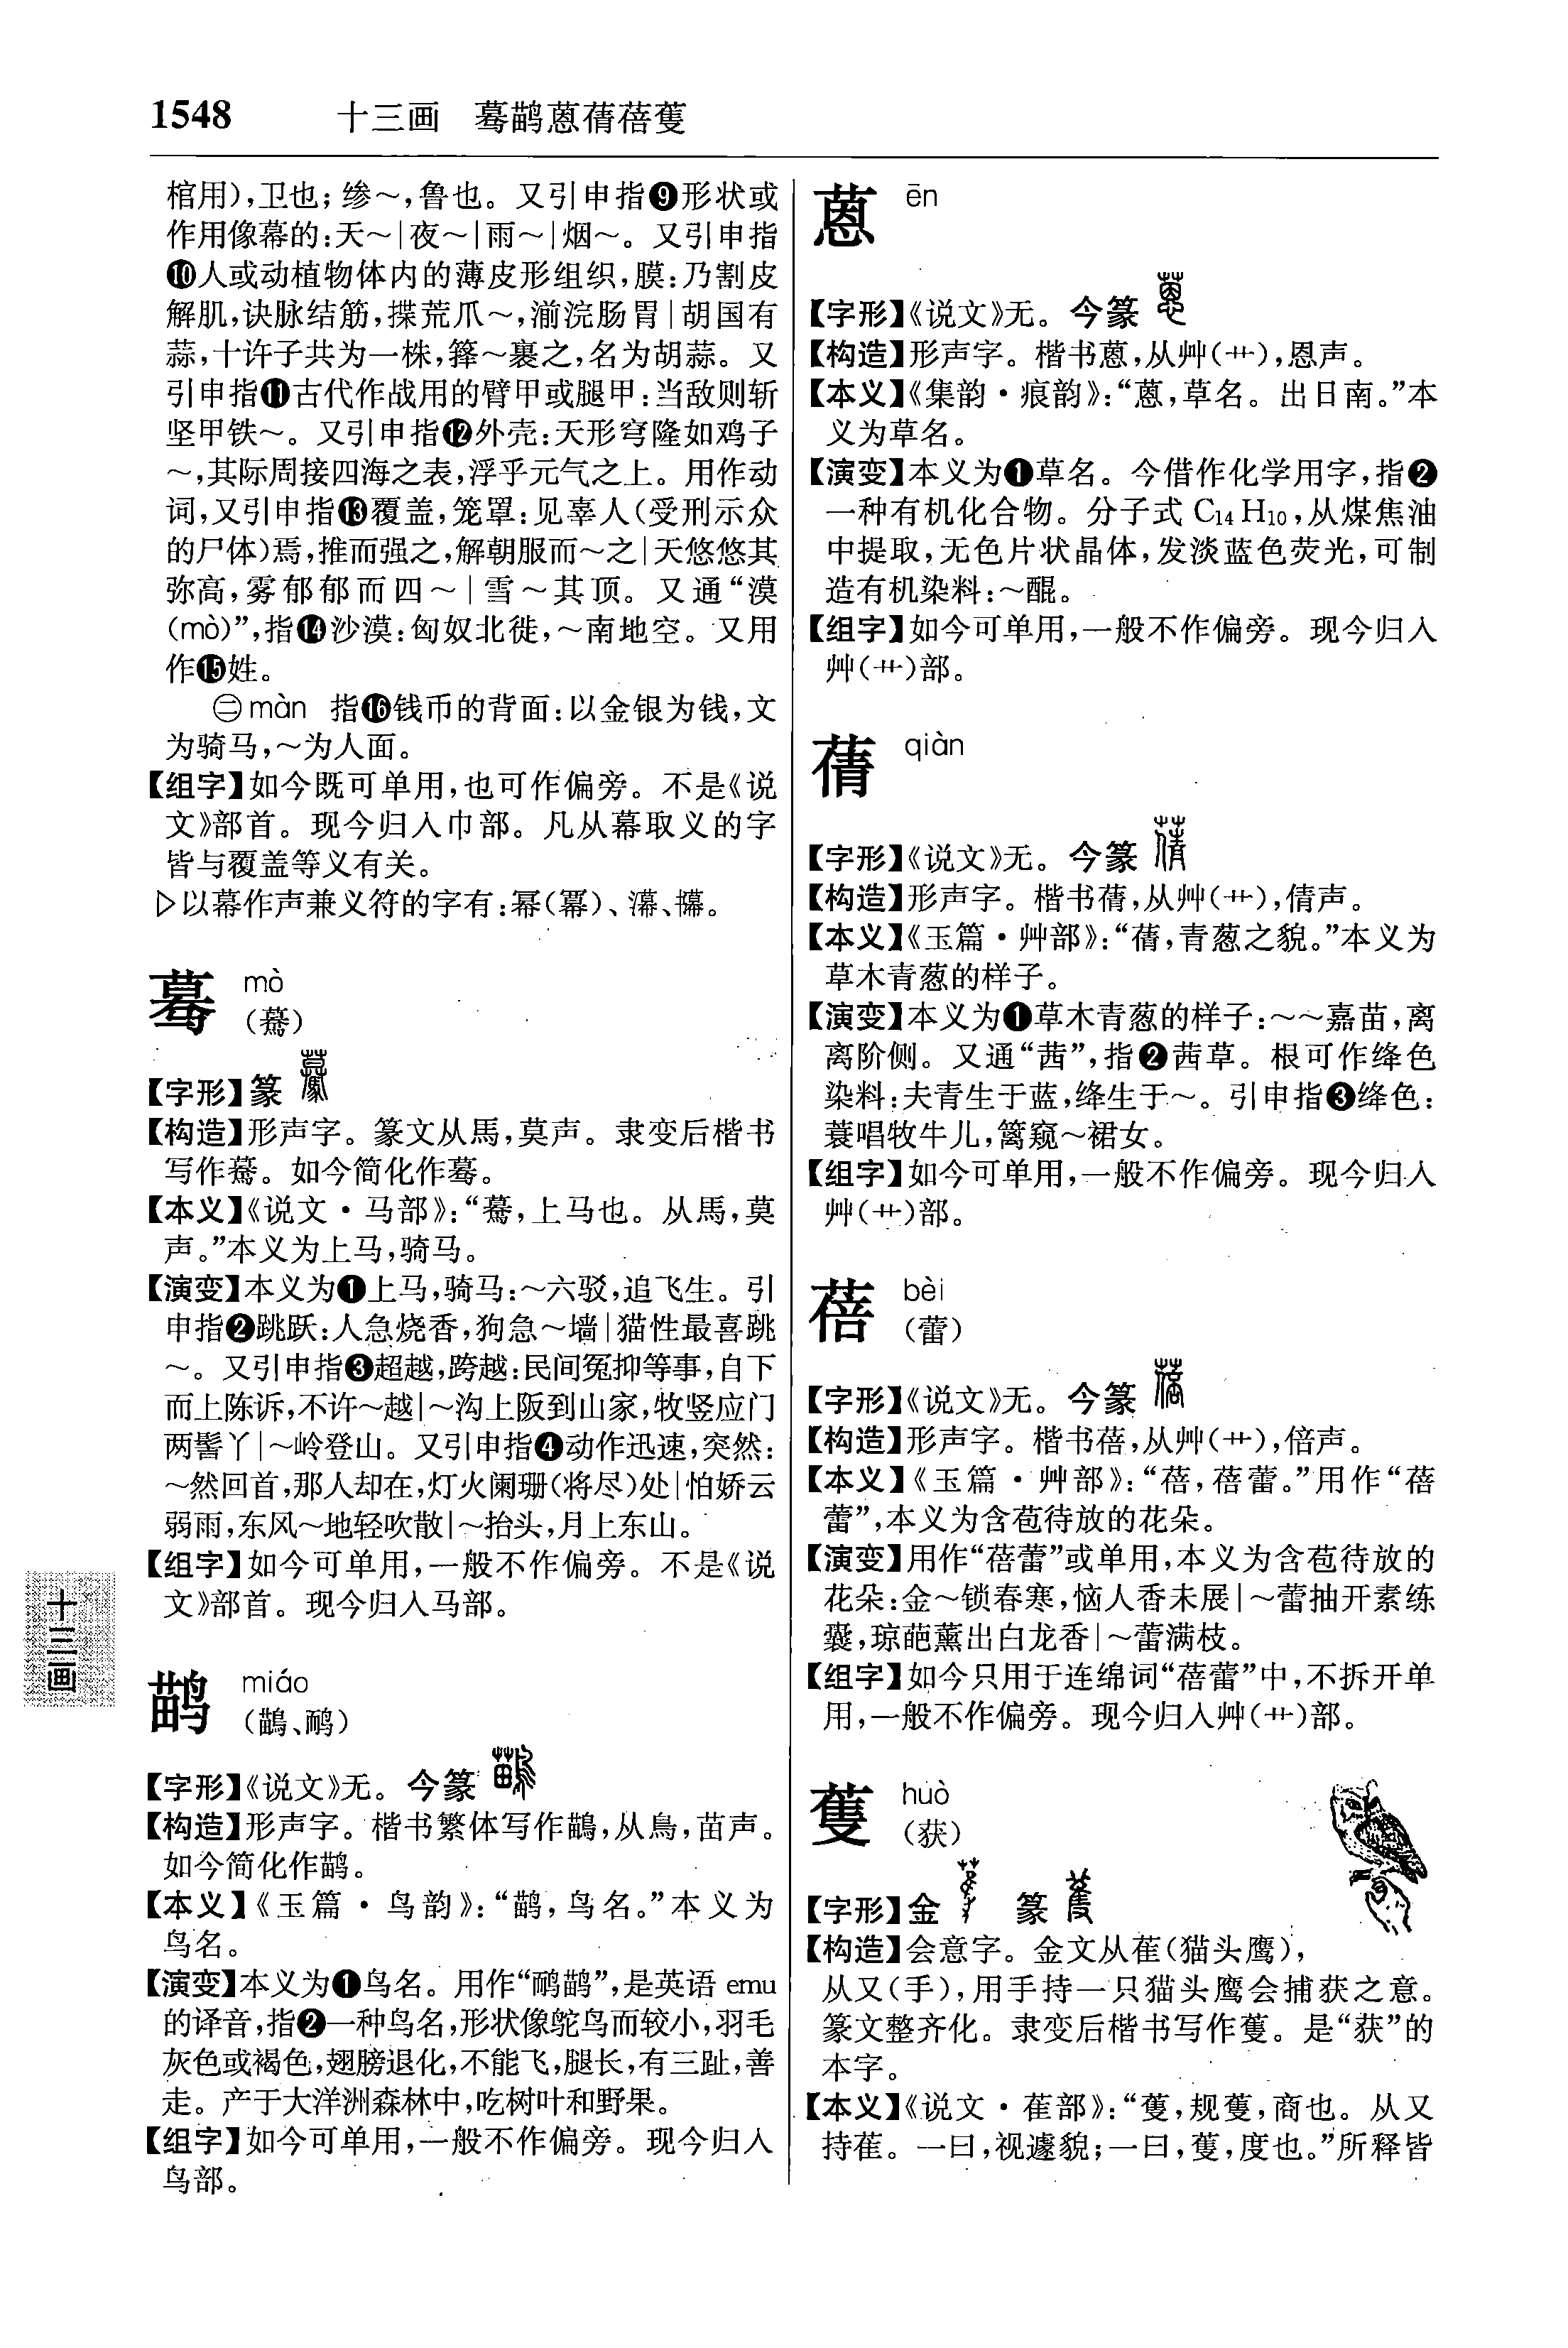 1548 十三画 蓦鹋蒽蒨蓓蒦
棺用),卫也;缘～,鲁也。又引申指❾形状或
作用像幕的:天～|夜～|雨～|烟～。又引申指
❿人或动植物体内的薄皮形组织,膜:乃割皮
解肌,诀脉结筋,揲荒爪～,湔浣肠胃|胡国有
蒜,十许子共为一株,箨～裹之,名为胡蒜。又
引申指⓫古代作战用的臂甲或腿甲:当敌则斩
坚甲铁～。又引申指⓬外壳:天形穹隆如鸡子
～,其际周接四海之表,浮乎元气之上。用作动
词,又引申指⓭覆盖,笼罩:见辜人(受刑示众
的尸体)焉,推而强之,解朝服而～之|天悠悠其
弥高,雾郁郁而四～|雪～其顶。又通“漠
(mò)”,指⓮沙漠:匈奴北徙,～南地空。又用
作⓯姓。
㊁màn 指⓰钱币的背面:以金银为钱,文
为骑马,～为人面。
【组字】如今既可单用,也可作偏旁。不是《说
文》部首。现今归入巾部。凡从幕取义的字
皆与覆盖等义有关。
▷以幕作声兼义符的字有:幂(冪)、濗、幙。
蓦 mò
(驀)
【字形】篆
【构造】形声字。篆文从馬,莫声。隶变后楷书
写作驀。如今简化作蓦。
【本义】《说文·马部》:“驀,上马也。从馬,莫
声。”本义为上马,骑马。
【演变】本义为❶上马,骑马:～六驳,追飞生。引
申指❷跳跃:人急烧香,狗急～墙|猫性最喜跳
～。又引申指❸超越,跨越:民间冤抑等事,自下
而上陈诉,不许～越|～沟上阪到山家,牧竖应门
两髻丫|～岭登山。又引申指❹动作迅速,突然:
～然回首,那人却在,灯火阑珊(将尽)处|怕娇云
弱雨,东风～地轻吹散|～抬头,月上东山。
【组字】如今可单用,一般不作偏旁。不是《说
文》部首。现今归入马部。
鹋 miáo
(鶓、鸸)
【字形】《说文》无。今篆
【构造】形声字。楷书繁体写作鶓,从鳥,苗声。
如今简化作鹋。
【本义】《玉篇·鸟韵》:“鹋,鸟名。”本义为
鸟名。
【演变】本义为❶鸟名。用作“鸸鹋”,是英语 emu
的译音,指❷一种鸟名,形状像鸵鸟而较小,羽毛
灰色或褐色,翅膀退化,不能飞,腿长,有三趾,善
走。产于大洋洲森林中,吃树叶和野果。
【组字】如今可单用,一般不作偏旁。现今归入
鸟部。
十三画
蒽 ēn
【字形】《说文》无。今篆
【构造】形声字。楷书蒽,从艸(艹),恩声。
【本义】《集韵·痕韵》:“蒽,草名。出日南。”本
义为草名。
【演变】本义为❶草名。今借作化学用字,指❷
一种有机化合物。分子式 C₁₄H₁₀,从煤焦油
中提取,无色片状晶体,发淡蓝色荧光,可制
造有机染料:～醌。
【组字】如今可单用,一般不作偏旁。现今归入
艸(艹)部。
蒨 qiàn
【字形】《说文》无。今篆
【构造】形声字。楷书蒨,从艸(艹),倩声。
【本义】《玉篇·艸部》:“蒨,青葱之貌。”本义为
草木青葱的样子。
【演变】本义为❶草木青葱的样子:～～嘉苗,离
离阶侧。又通“茜”,指❷茜草。根可作绛色
染料:夫青生于蓝,绛生于～。引申指❸绛色:
蓑唱牧牛儿,篱窥～裙女。
【组字】如今可单用,一般不作偏旁。现今归入
艸(艹)部。
蓓 bèi
(蕾)
【字形】《说文》无。今篆
【构造】形声字。楷书蓓,从艸(艹),倍声。
【本义】《玉篇·艸部》:“蓓,蓓蕾。”用作“蓓
蕾”,本义为含苞待放的花朵。
【演变】用作“蓓蕾”或单用,本义为含苞待放的
花朵:金～锁春寒,恼人香未展|～蕾抽开素练
囊,琼葩薰出白龙香|～蕾满枝。
【组字】如今只用于连绵词“蓓蕾”中,不拆开单
用,一般不作偏旁。现今归入艸(艹)部。
蒦 huò
(获)
【字形】金 篆
【构造】会意字。金文从萑(猫头鹰),
从又(手),用手持一只猫头鹰会捕获之意。
篆文整齐化。隶变后楷书写作蒦。是“获”的
本字。
【本义】《说文·萑部》:“蒦,规蒦,商也。从又
持萑。一曰,视遽貌;一曰,蒦,度也。”所释皆